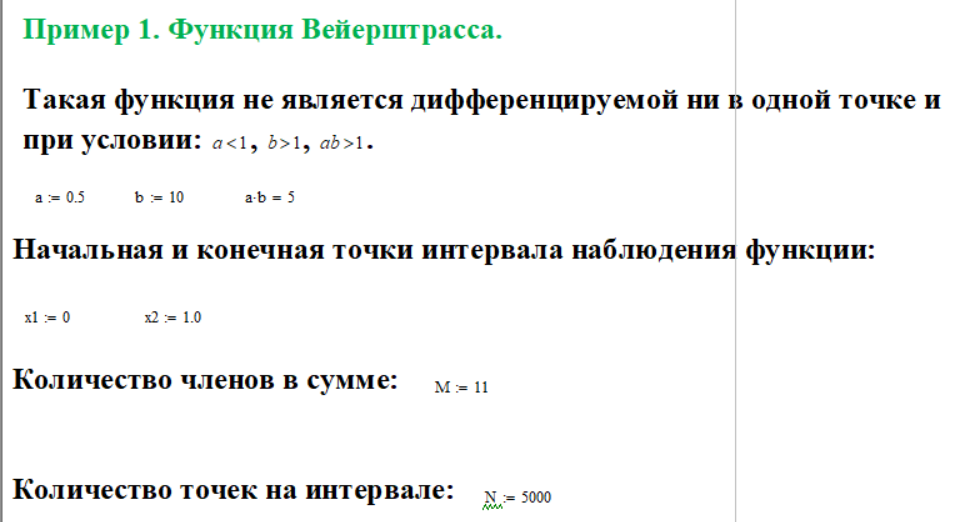 Пример 1. Функция Вейерштрасса.
Такая функция не является дифференцируемой ни в одной точке и
при условии: a<1, b>1, ab>1.
a := 0.5 b := 10 a·b = 5
Начальная и конечная точки интервала наблюдения функции:
x1 := 0 x2 := 1.0
Количество членов в сумме: M := 11
Количество точек на интервале: N := 5000